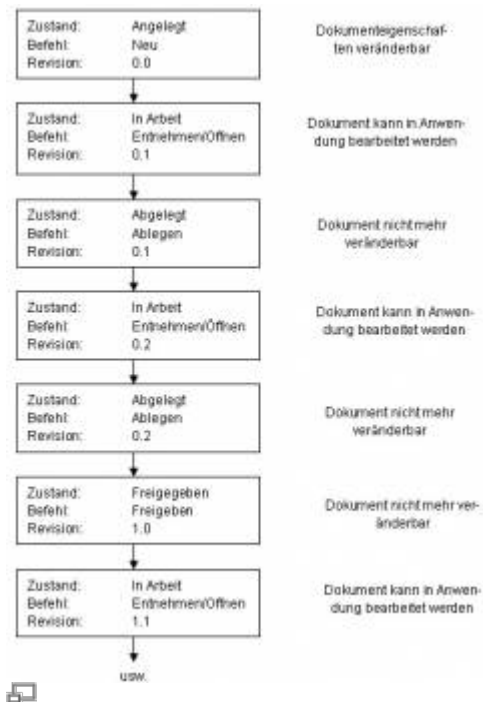 Zustand: Angelegt
Befehl: Neu
Revision: 0.0
Dokumenteigenschaf-
ten veränderbar
Zustand: In Arbeit
Befehl: Entnehmen/Öffnen
Revision: 0.1
Dokument kann in Anwen-
dung bearbeitet werden
Zustand: Abgelegt
Befehl: Ablegen
Revision: 0.1
Dokument nicht mehr
veränderbar
Zustand: In Arbeit
Befehl: Entnehmen/Öffnen
Revision: 0.2
Dokument kann in Anwen-
dung bearbeitet werden
Zustand: Abgelegt
Befehl: Ablegen
Revision: 0.2
Dokument nicht mehr
veränderbar
Zustand: Freigegeben
Befehl: Freigeben
Revision: 1.0
Dokument nicht mehr ver-
änderbar
Zustand: In Arbeit
Befehl: Entnehmen/Öffnen
Revision: 1.1
Dokument kann in Anwen-
dung bearbeitet werden
usw.